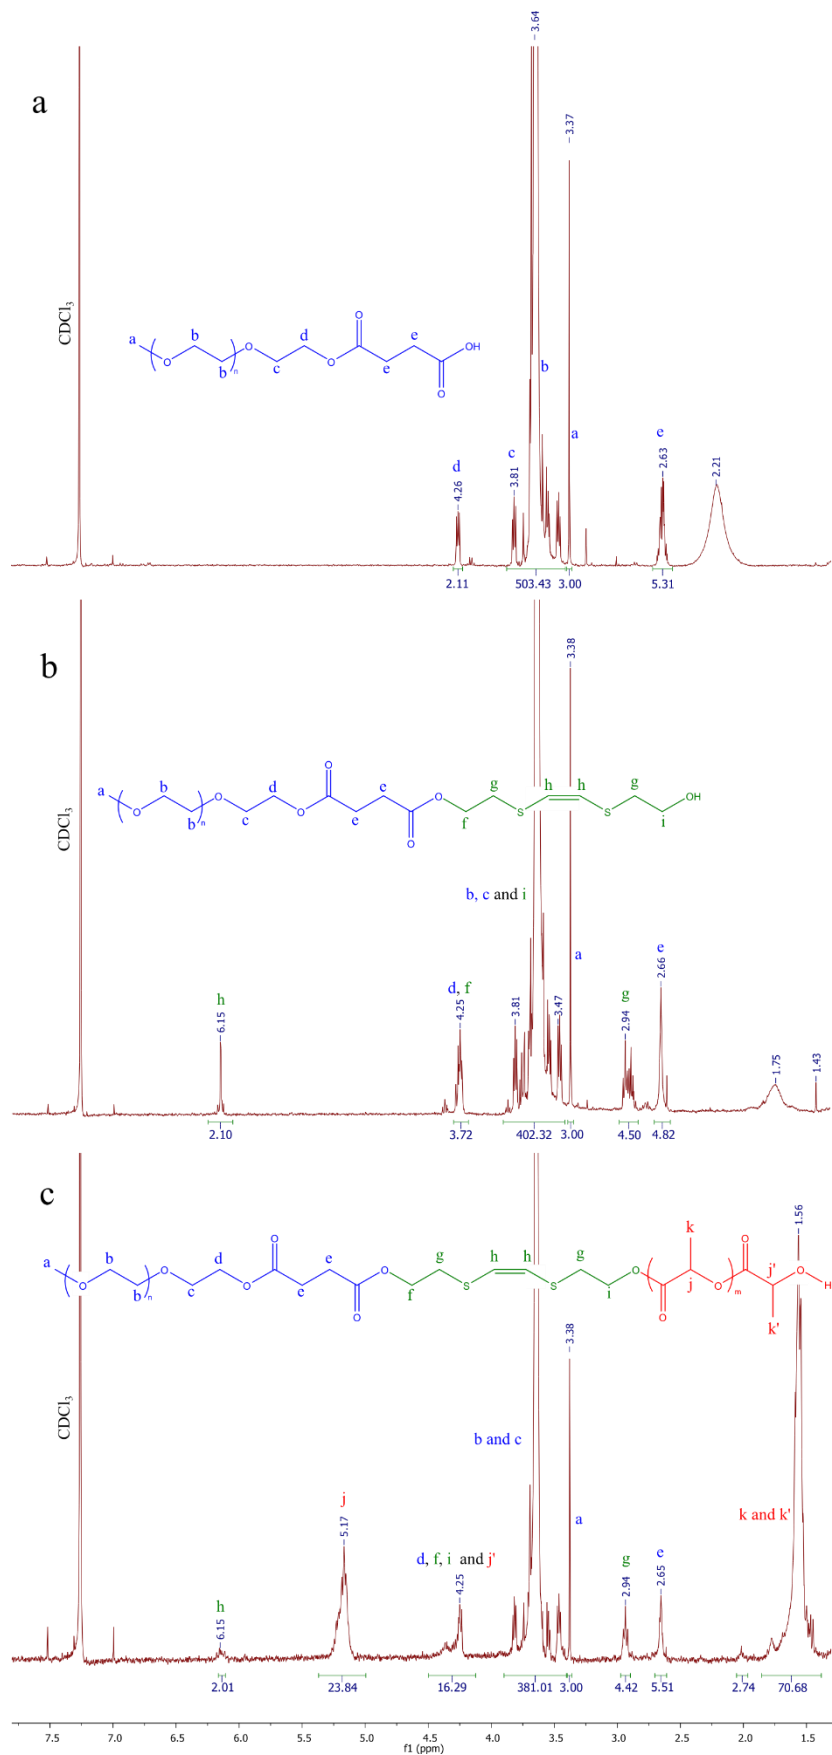 3.64
a
3.37
CDCl3
a
b
O
b
n
O
c
d
O
O
e
e
OH
O
b
a
d
4.26
c
3.81
e
2.63
2.21
2.11
503.43
3.00
5.31
b
3.38
CDCl3
a
b
O
b
n
O
c
d
O
O
e
e
O
O
f
g
S
h
h
S
g
i
OH
b, c and i
a
h
6.15
d, f
4.25
3.81
3.47
g
2.94
e
2.66
1.75
1.43
2.10
3.72
402.32
3.00
4.50
4.82
c
1.56
CDCl3
a
b
O
b
n
O
c
d
O
O
e
e
O
O
f
g
S
h
h
S
g
i
O
O
k
j
O
m
O
j'
k'
O
H
3.38
b and c
a
k and k'
j
5.17
d, f, i and j'
4.25
h
6.15
g
2.94
e
2.65
2.01
23.84
16.29
381.01
3.00
4.42
5.51
2.74
70.68
7.5 7.0 6.5 6.0 5.5 5.0 4.5 4.0 3.5 3.0 2.5 2.0 1.5
f1 (ppm)